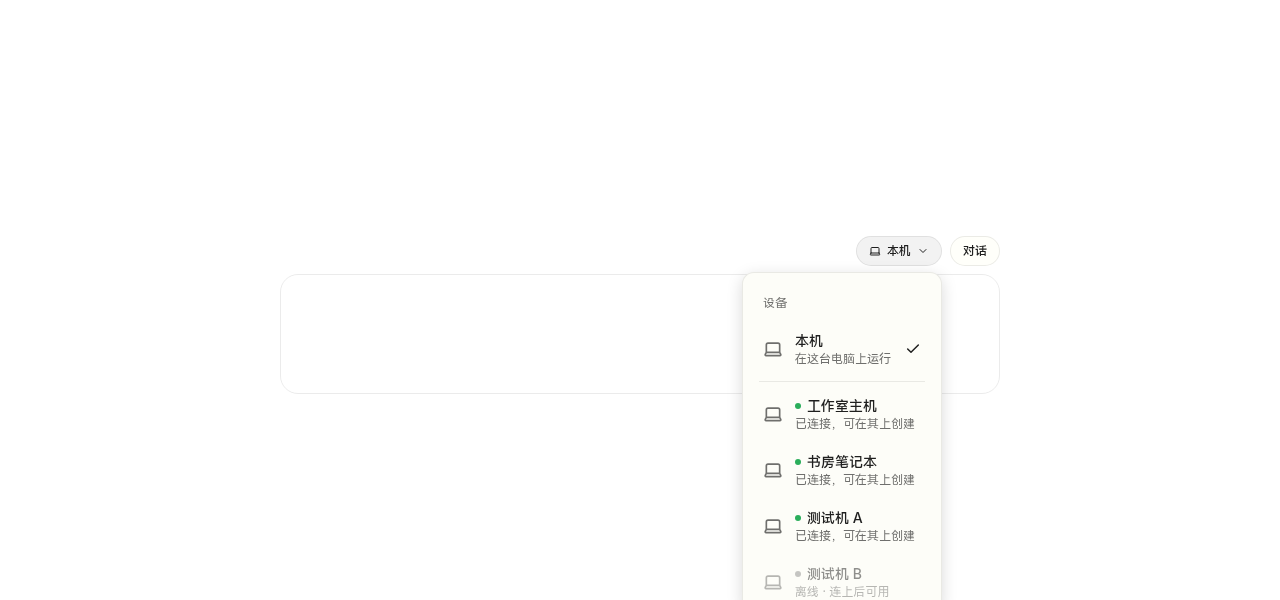 本机
对话
设备
本机
在这台电脑上运行
工作室主机
已连接，可在其上创建
书房笔记本
已连接，可在其上创建
测试机 A
已连接，可在其上创建
测试机 B
离线 · 连上后可用